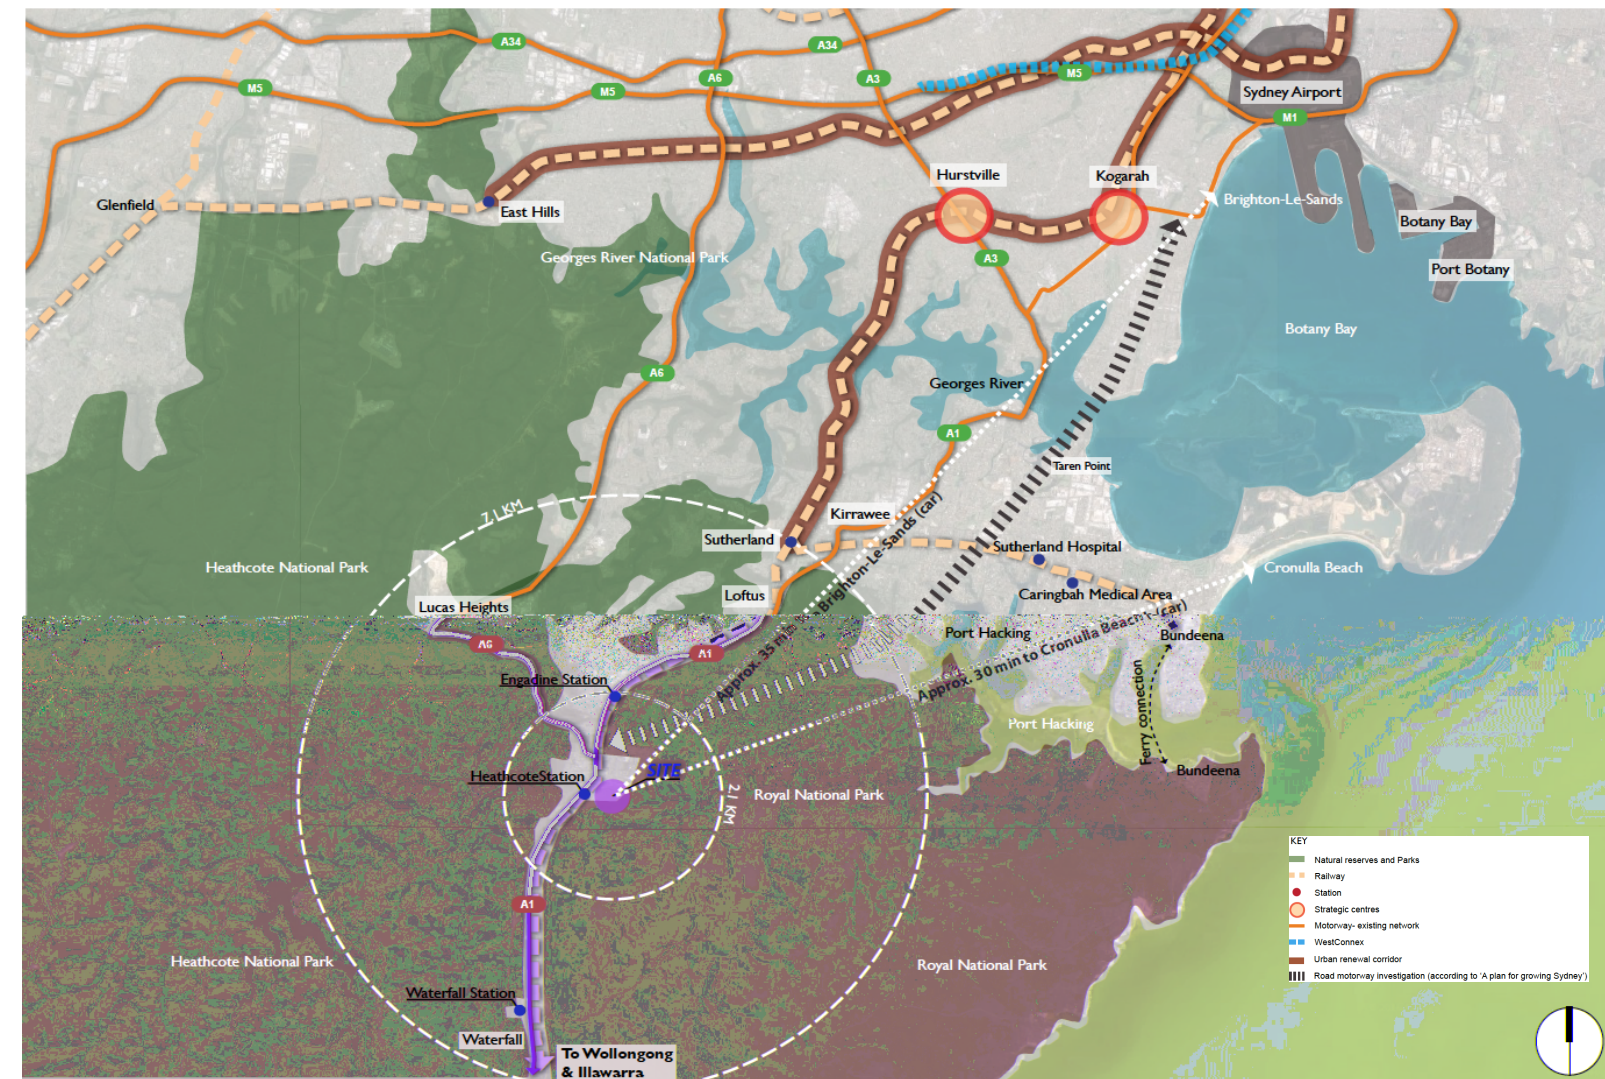 A34
A34
A6
A3
M5
M5
M5
Sydney Airport
M1
Hurstville
Kogarah
Glenfield
East Hills
Brighton-Le-Sands
Botany Bay
Georges River National Park
A3
Port Botany
Botany Bay
A6
Georges River
A1
Taren Point
7.1 KM
Kirrawee
Sutherland
Sutherland Hospital
Heathcote National Park
Cronulla Beach
Loftus
Caringbah Medical Area
Lucas Heights
Approx. 35 min to Brighton-Le-Sands (car)
Approx. 30 min to Cronulla Beach (car)
Port Hacking
Bundeena
A6
A1
Engadine Station
Ferry connection
Port Hacking
HeathcoteStation
SITE
Bundeena
2.1 KM
Royal National Park
KEY
Natural reserves and Parks
Railway
Station
Strategic centres
Motorway- existing network
WestConnex
Urban renewal corridor
Road motorway investigation (according to 'A plan for growing Sydney')
A1
Heathcote National Park
Royal National Park
Waterfall Station
Waterfall
To Wollongong
& Illawarra